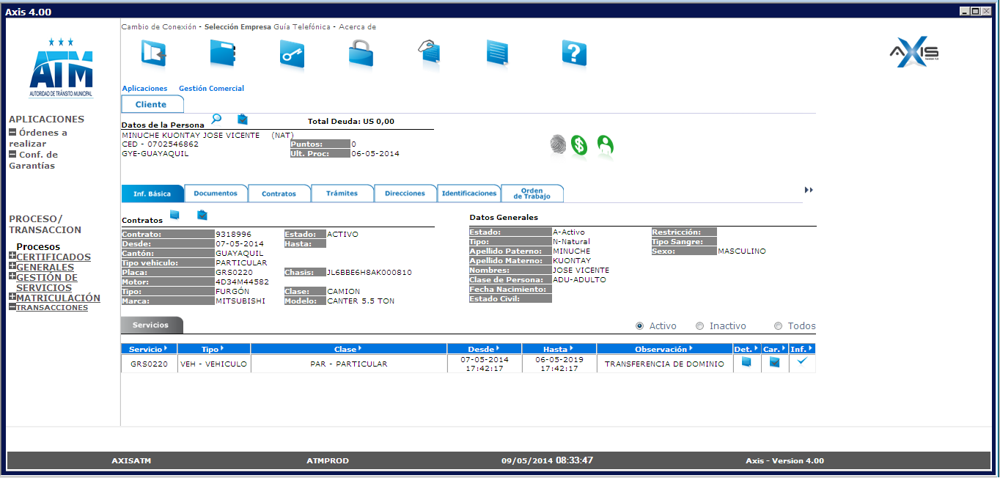 Axis 4.00
Cambio de Conexión - Selección Empresa Guía Telefónica - Acerca de
ATM
AUTORIDAD DE TRÁNSITO MUNICIPAL
AXIS
Aplicaciones Gestión Comercial
Cliente
APLICACIONES
Órdenes a
realizar
Conf. de
Garantías
PROCESO/
TRANSACCION
Procesos
CERTIFICADOS
GENERALES
GESTIÓN DE
SERVICIOS
MATRICULACIÓN
TRANSACCIONES
Datos de la Persona Total Deuda: US 0,00
MINUCHE KUONTAY JOSE VICENTE (NAT)
CED - 0702546862 Puntos: 0
GYE-GUAYAQUIL Ult. Proc: 06-05-2014
Inf. Básica Documentos Contratos Trámites Direcciones Identificaciones Orden
de Trabajo
Contratos
Contrato: 9318996 Estado: ACTIVO
Desde: 07-05-2014 Hasta:
Cantón: GUAYAQUIL
Tipo vehiculo: PARTICULAR
Placa: GRS0220 Chasis: JL6BBE6H8AK000810
Motor: 4D34M44582
Tipo: FURGÓN Clase: CAMION
Marca: MITSUBISHI Modelo: CANTER 5.5 TON
Datos Generales
Estado: A-Activo Restricción:
Tipo: N-Natural Tipo Sangre:
Apellido Paterno: MINUCHE Sexo: MASCULINO
Apellido Materno: KUONTAY
Nombres: JOSE VICENTE
Clase de Persona: ADU-ADULTO
Fecha Nacimiento:
Estado Civil:
Servicios Activo Inactivo Todos
Servicio Tipo Clase Desde Hasta Observación Det. Car. Inf.
GRS0220 VEH - VEHICULO PAR - PARTICULAR 07-05-2014 06-05-2019 TRANSFERENCIA DE DOMINIO
17:42:17 17:42:17
AXISATM ATMPROD 09/05/2014 08:33:47 Axis - Version 4.00